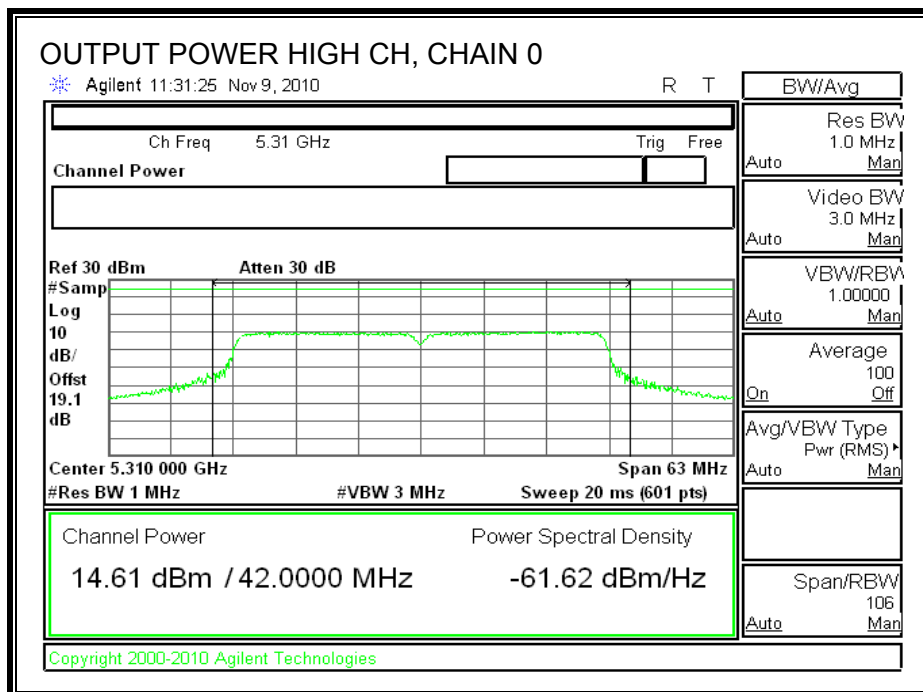 OUTPUT POWER HIGH CH, CHAIN 0
Agilent 11:31:25 Nov 9, 2010 R T
Ch Freq 5.31 GHz Trig Free
Channel Power
Ref 30 dBm Atten 30 dB
#Samp
Log
10
dB/
Offst
19.1
dB
Center 5.310 000 GHz Span 63 MHz
#Res BW 1 MHz #VBW 3 MHz Sweep 20 ms (601 pts)
Channel Power Power Spectral Density
14.61 dBm / 42.0000 MHz -61.62 dBm/Hz
Copyright 2000-2010 Agilent Technologies
BW/Avg
Res BW
1.0 MHz
Auto Man
Video BW
3.0 MHz
Auto Man
VBW/RBW
1.00000
Auto Man
Average
100
On Off
Avg/VBW Type
Pwr (RMS)
Auto Man
Span/RBW
106
Auto Man